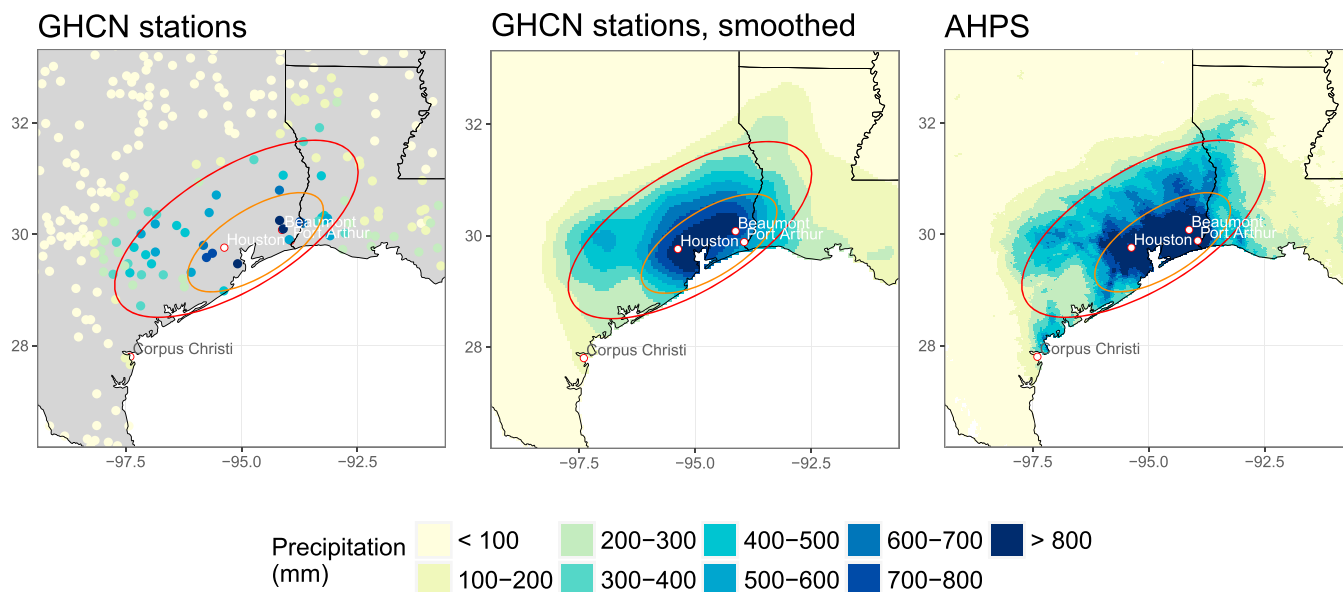 GHCN stations
GHCN stations, smoothed
AHPS
32
30
28
Beaumont
Port Arthur
Houston
Corpus Christi
−97.5
−95.0
−92.5
32
30
28
Beaumont
Port Arthur
Houston
Corpus Christi
−97.5
−95.0
−92.5
32
30
28
Beaumont
Port Arthur
Houston
Corpus Christi
−97.5
−95.0
−92.5
Precipitation
(mm)
< 100
200−300
400−500
600−700
> 800
100−200
300−400
500−600
700−800